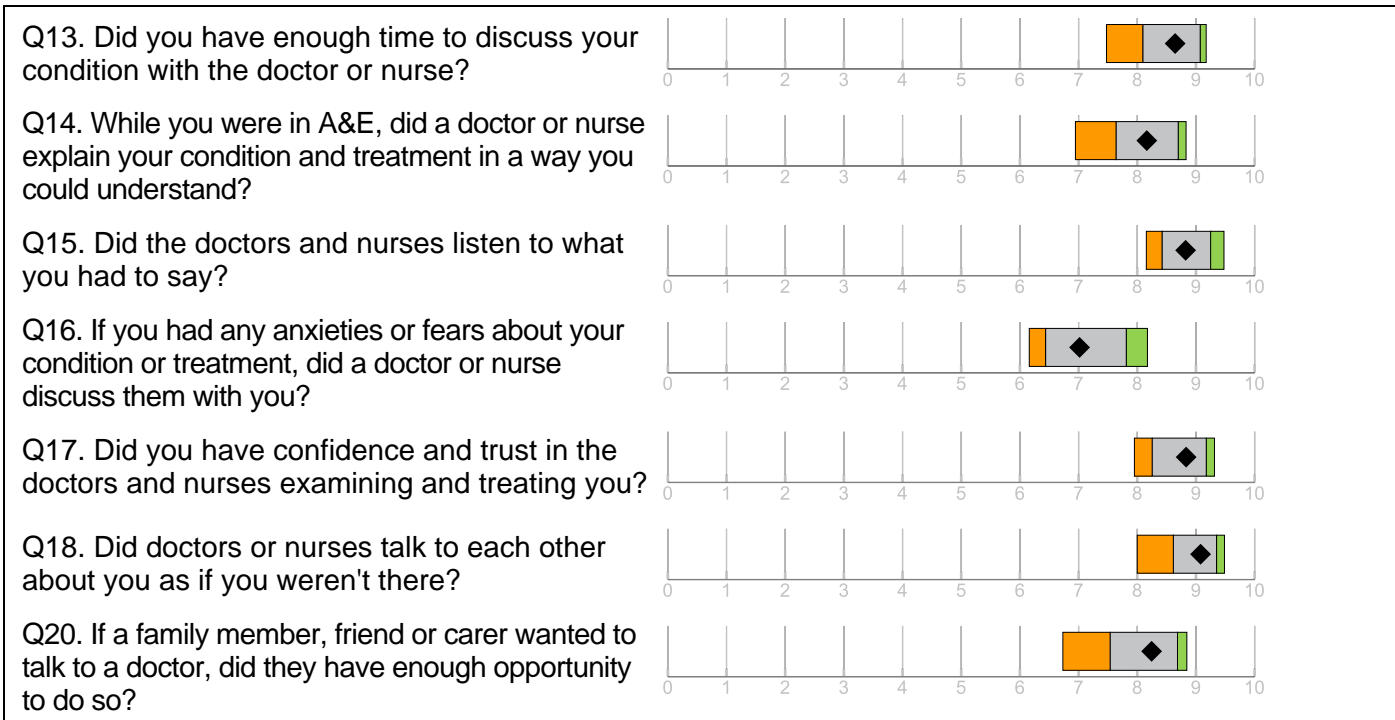 Q13. Did you have enough time to discuss your
condition with the doctor or nurse?
0 1 2 3 4 5 6 7 8 9 10
Q14. While you were in A&E, did a doctor or nurse
explain your condition and treatment in a way you
could understand?
0 1 2 3 4 5 6 7 8 9 10
Q15. Did the doctors and nurses listen to what
you had to say?
0 1 2 3 4 5 6 7 8 9 10
Q16. If you had any anxieties or fears about your
condition or treatment, did a doctor or nurse
discuss them with you?
0 1 2 3 4 5 6 7 8 9 10
Q17. Did you have confidence and trust in the
doctors and nurses examining and treating you?
0 1 2 3 4 5 6 7 8 9 10
Q18. Did doctors or nurses talk to each other
about you as if you weren't there?
0 1 2 3 4 5 6 7 8 9 10
Q20. If a family member, friend or carer wanted to
talk to a doctor, did they have enough opportunity
to do so?
0 1 2 3 4 5 6 7 8 9 10